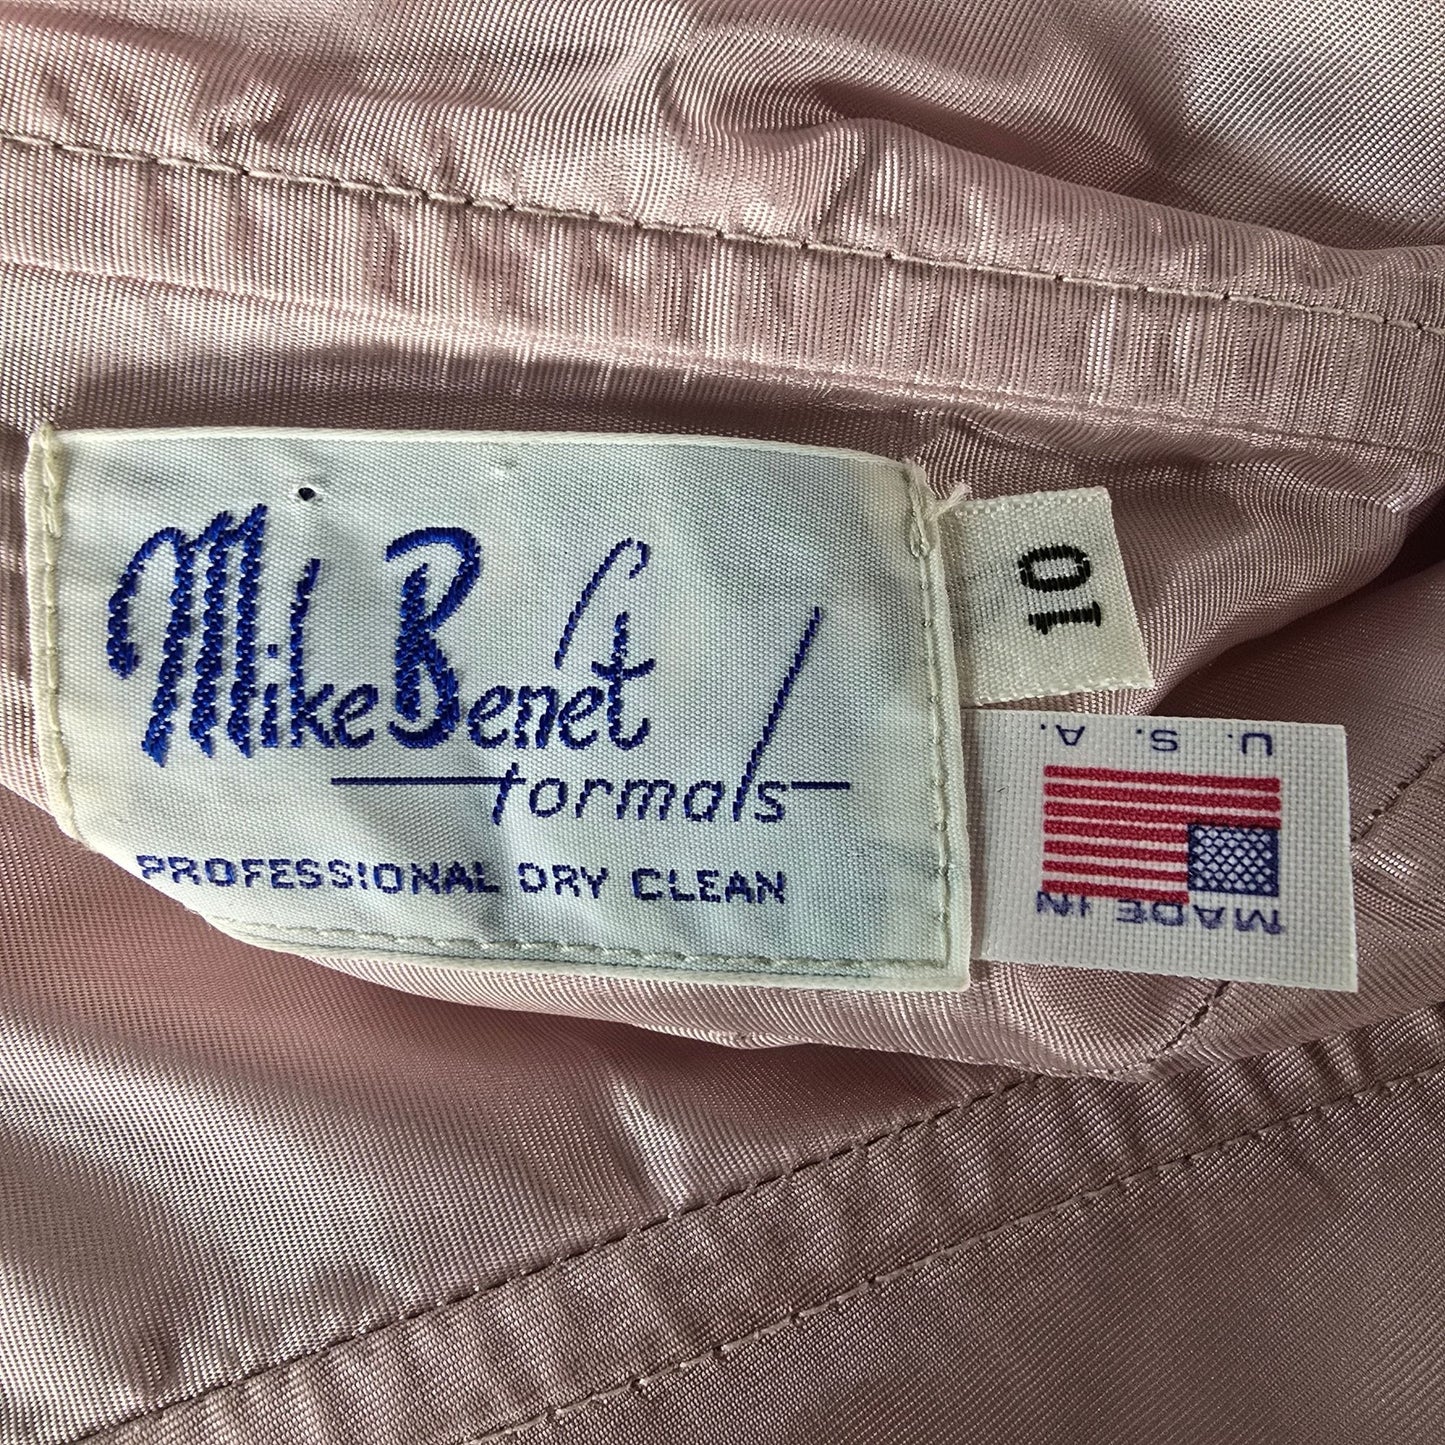 Mike Benet
formals
PROFESSIONAL DRY CLEAN
10
MADE IN
U. S. A.